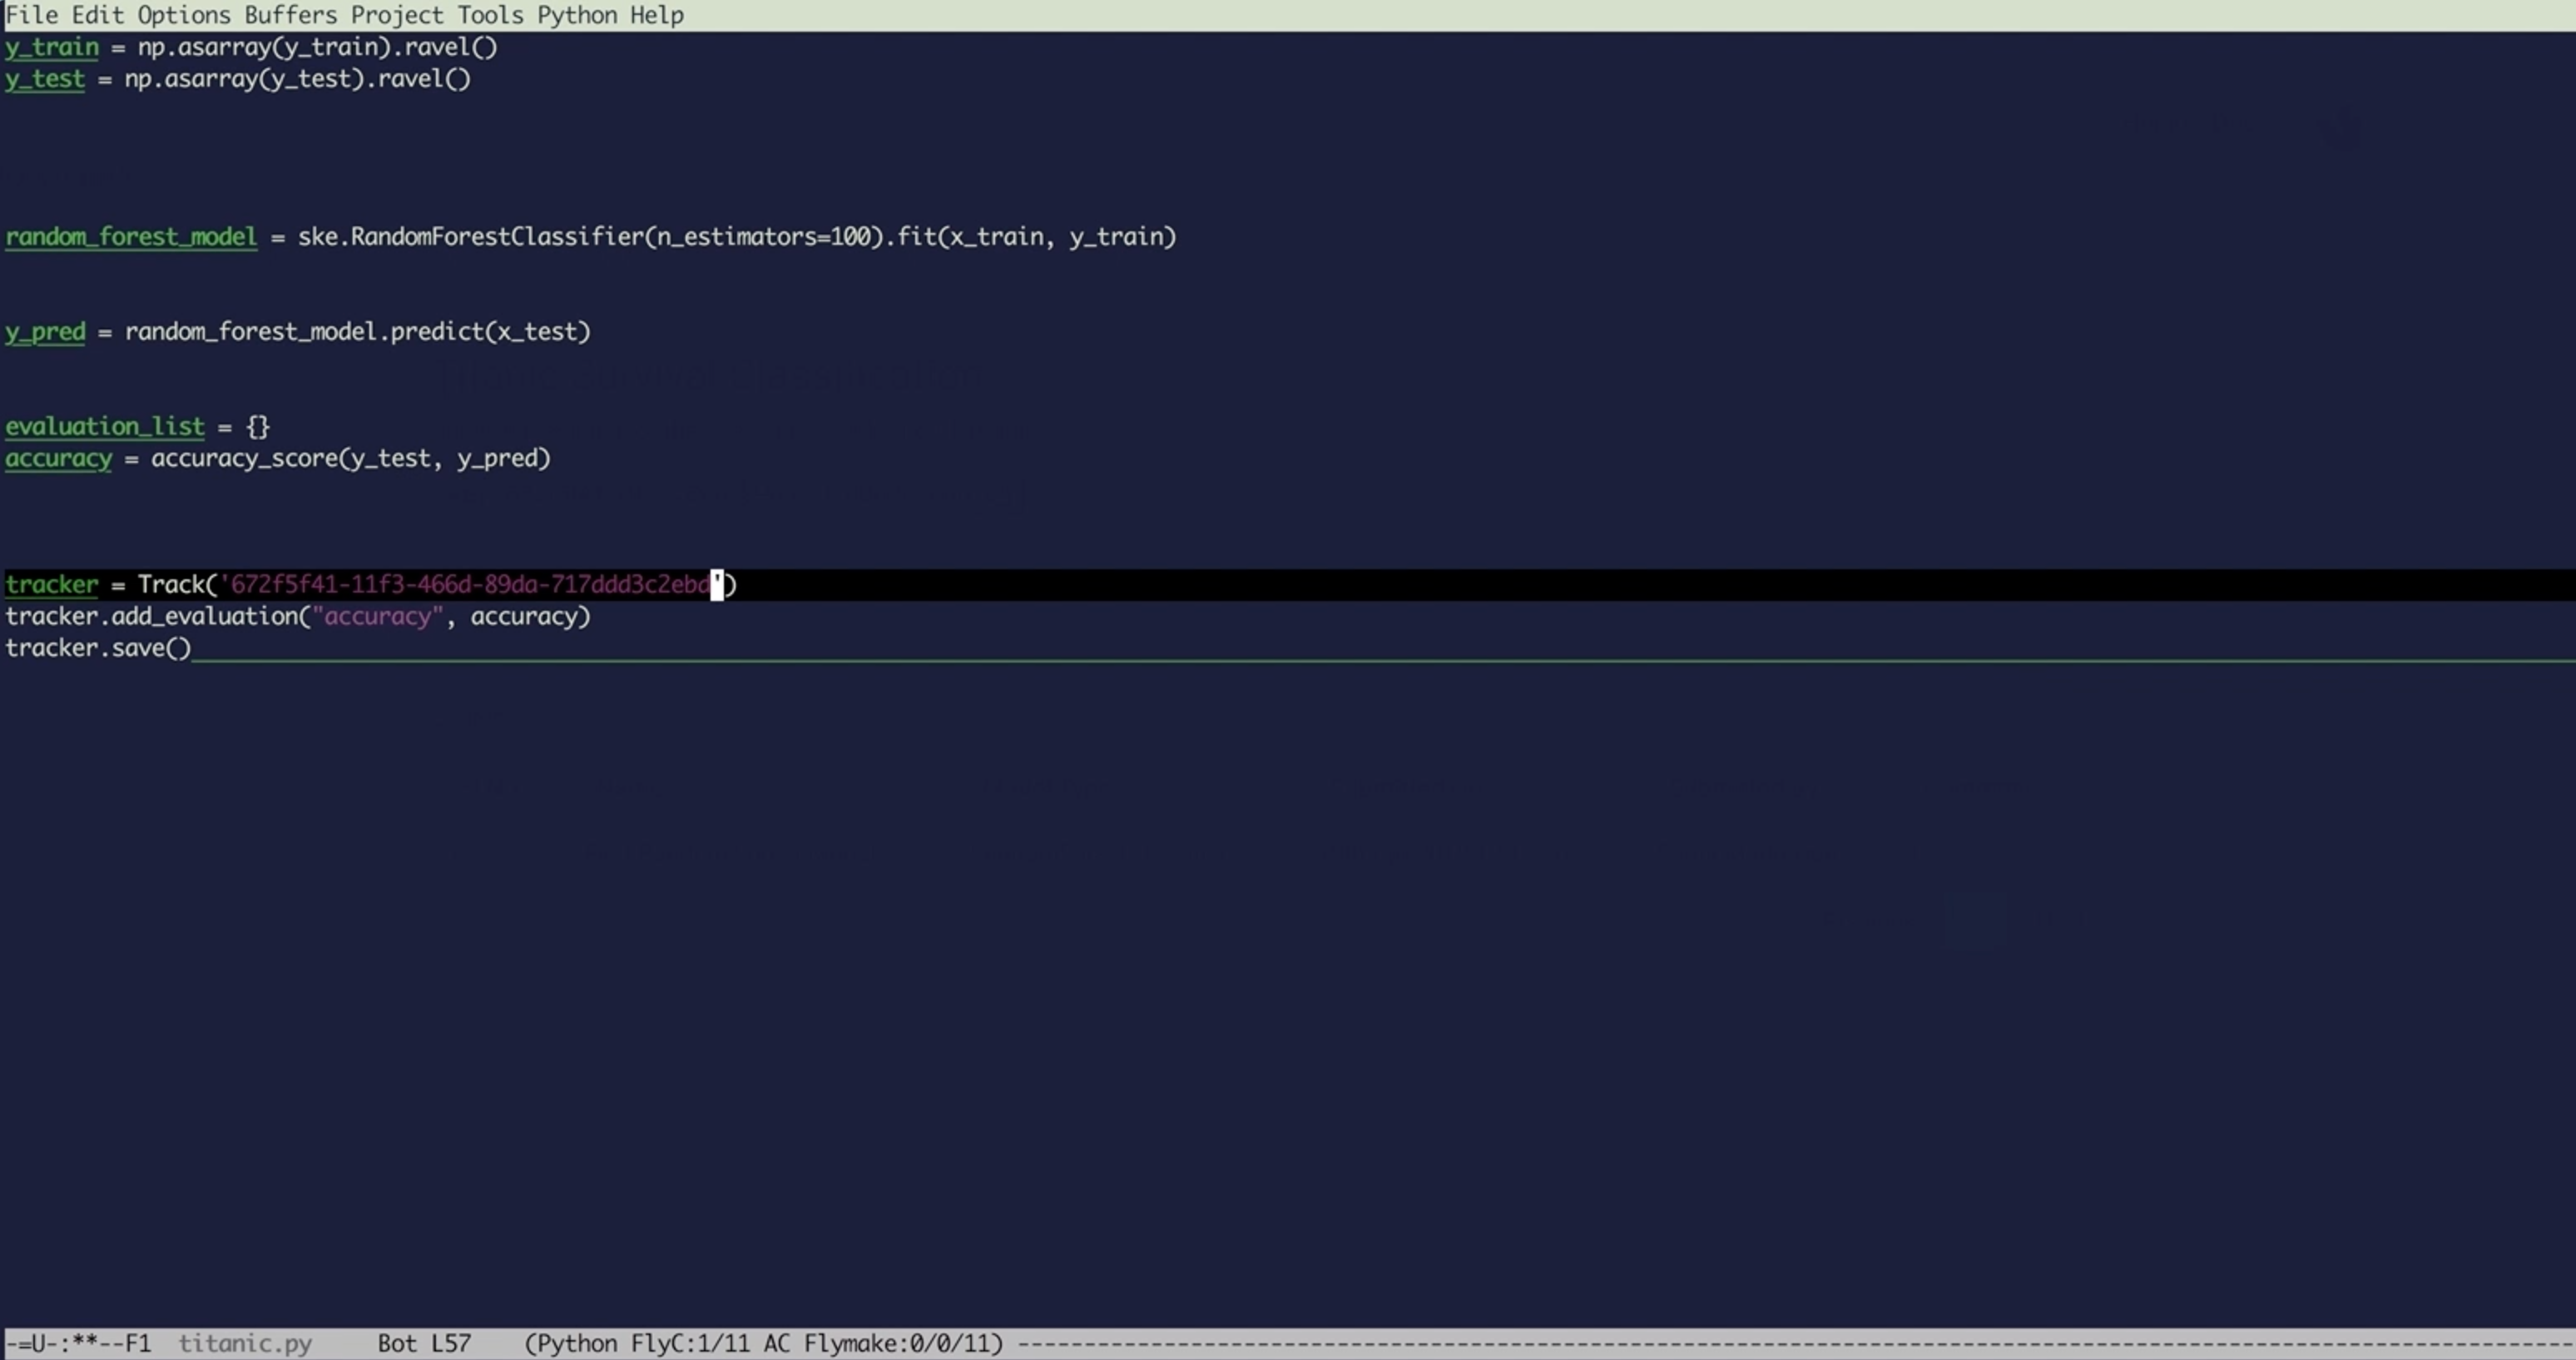 File Edit Options Buffers Project Tools Python Help
y_train = np.asarray(y_train).ravel()
y_test = np.asarray(y_test).ravel()
random_forest_model = ske.RandomForestClassifier(n_estimators=100).fit(x_train, y_train)
y_pred = random_forest_model.predict(x_test)
evaluation_list = {}
accuracy = accuracy_score(y_test, y_pred)
tracker = Track('672f5f41-11f3-466d-89da-717ddd3c2ebd')
tracker.add_evaluation("accuracy", accuracy)
tracker.save()
-=U-:**--F1  titanic.py     Bot L57    (Python FlyC:1/11 AC Flymake:0/0/11) ----------------------------------------------------------------------